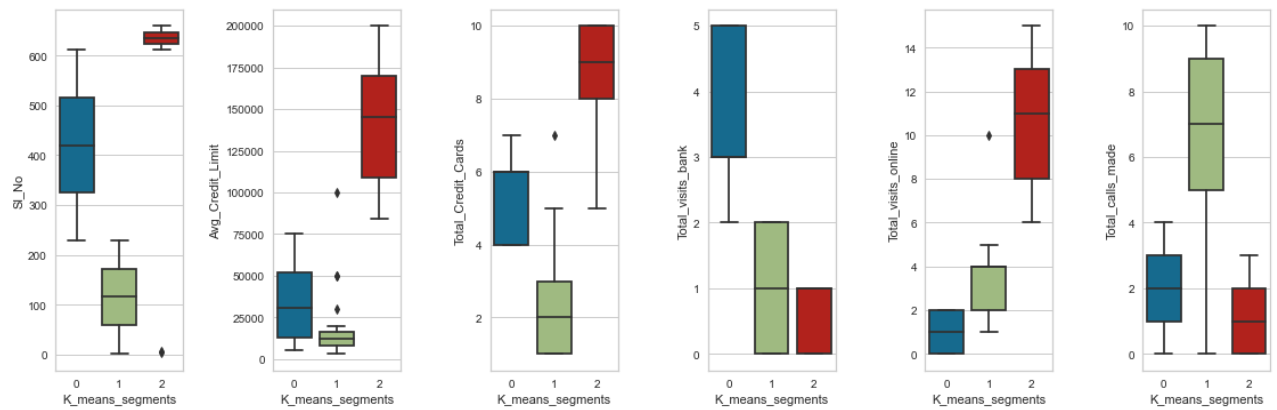 Sl_No
600
500
400
300
200
100
0
0 1 2
K_means_segments
Avg_Credit_Limit
200000
175000
150000
125000
100000
75000
50000
25000
0
0 1 2
K_means_segments
Total_Credit_Cards
10
8
6
4
2
0 1 2
K_means_segments
Total_visits_bank
5
4
3
2
1
0
0 1 2
K_means_segments
Total_visits_online
14
12
10
8
6
4
2
0
0 1 2
K_means_segments
Total_calls_made
10
8
6
4
2
0
0 1 2
K_means_segments